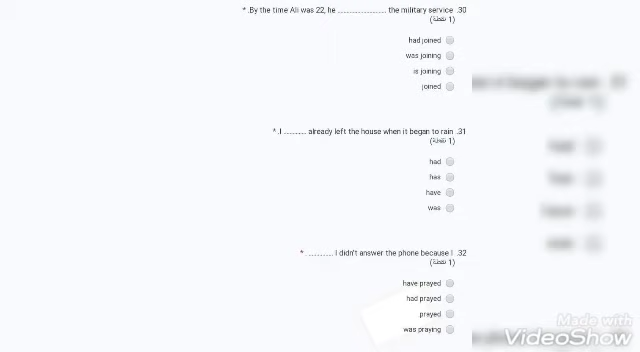 30. By the time Ali was 22, he ........................... the military service. *
(1 نقطة)
had joined
was joining
is joining
joined
31. I ............ already left the house when it began to rain. *
(1 نقطة)
had
has
have
was
32. I didn't answer the phone because I .............. *
(1 نقطة)
have prayed
had prayed
prayed
was praying
Made with
VideoShow